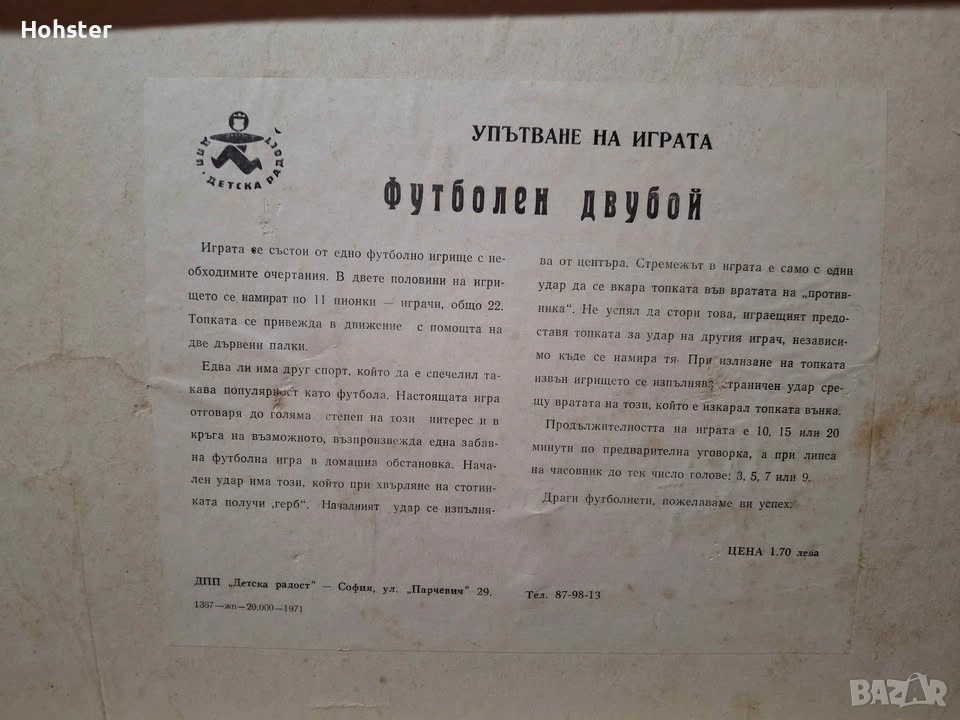 Hohster
ДПП • ДЕТСКА РАДОСТ
УПЪТВАНЕ НА ИГРАТА
Футболен двубой
Играта се състои от едно футболно игрище с не-
обходимите очертания. В двете половини на игри-
щето се намират по 11 пионки — играчи, общо 22.
Топката се привежда в движение с помощта на
две дървени палки.
Едва ли има друг спорт, който да е спечелил та-
кава популярност като футбола. Настоящата игра
отговаря до голяма степен на този интерес и в
кръга на възможното, възпроизвежда една забав-
на футболна игра в домашна обстановка. Нача-
лен удар има този, който при хвърляне на стотин-
ката получи „герб“. Началният удар се изпълня-
ва от центъра. Стремежът в играта е само с един
удар да се вкара топката във вратата на „против-
ника“. Не успял да стори това, играещият предо-
ставя топката за удар на другия играч, независи-
мо къде се намира тя. При излизане на топката
извън игрището се изпълнява страничен удар сре-
щу вратата на този, който е изкарал топката вънка.
Продължителността на играта е 10, 15 или 20
минути по предварителна уговорка, а при липса
на часовник до тек число голове: 3, 5, 7 или 9.
Драги футболисти, пожелаваме ви успех.
ЦЕНА 1.70 лева
ДПП „Детска радост“ — София, ул. „Парчевич“ 29. Тел. 87-98-13
1367—жп—20.000—1971
BAZAR